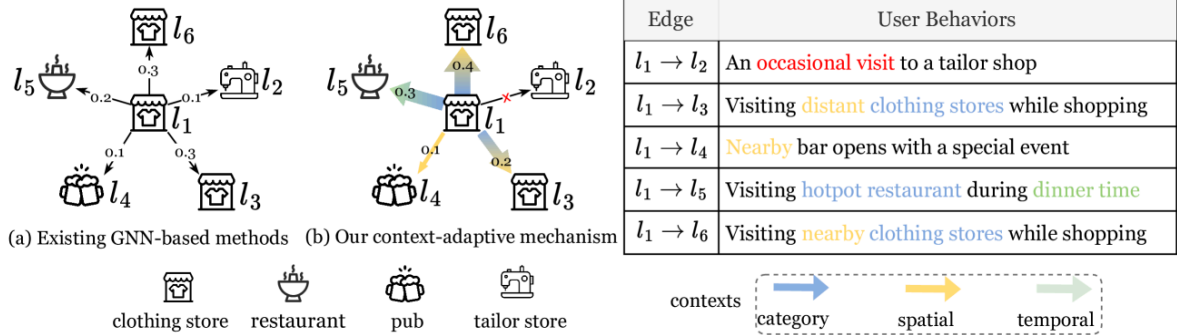 l6
l5
0.3
l2
0.2
0.1
l1
0.1
0.3
l4
l3
(a) Existing GNN-based methods
l6
l5
0.4
l2
0.3
x
l1
0.1
0.2
l4
l3
(b) Our context-adaptive mechanism
clothing store restaurant pub tailor store
Edge User Behaviors
l1 → l2 An occasional visit to a tailor shop
l1 → l3 Visiting distant clothing stores while shopping
l1 → l4 Nearby bar opens with a special event
l1 → l5 Visiting hotpot restaurant during dinner time
l1 → l6 Visiting nearby clothing stores while shopping
contexts
category spatial temporal